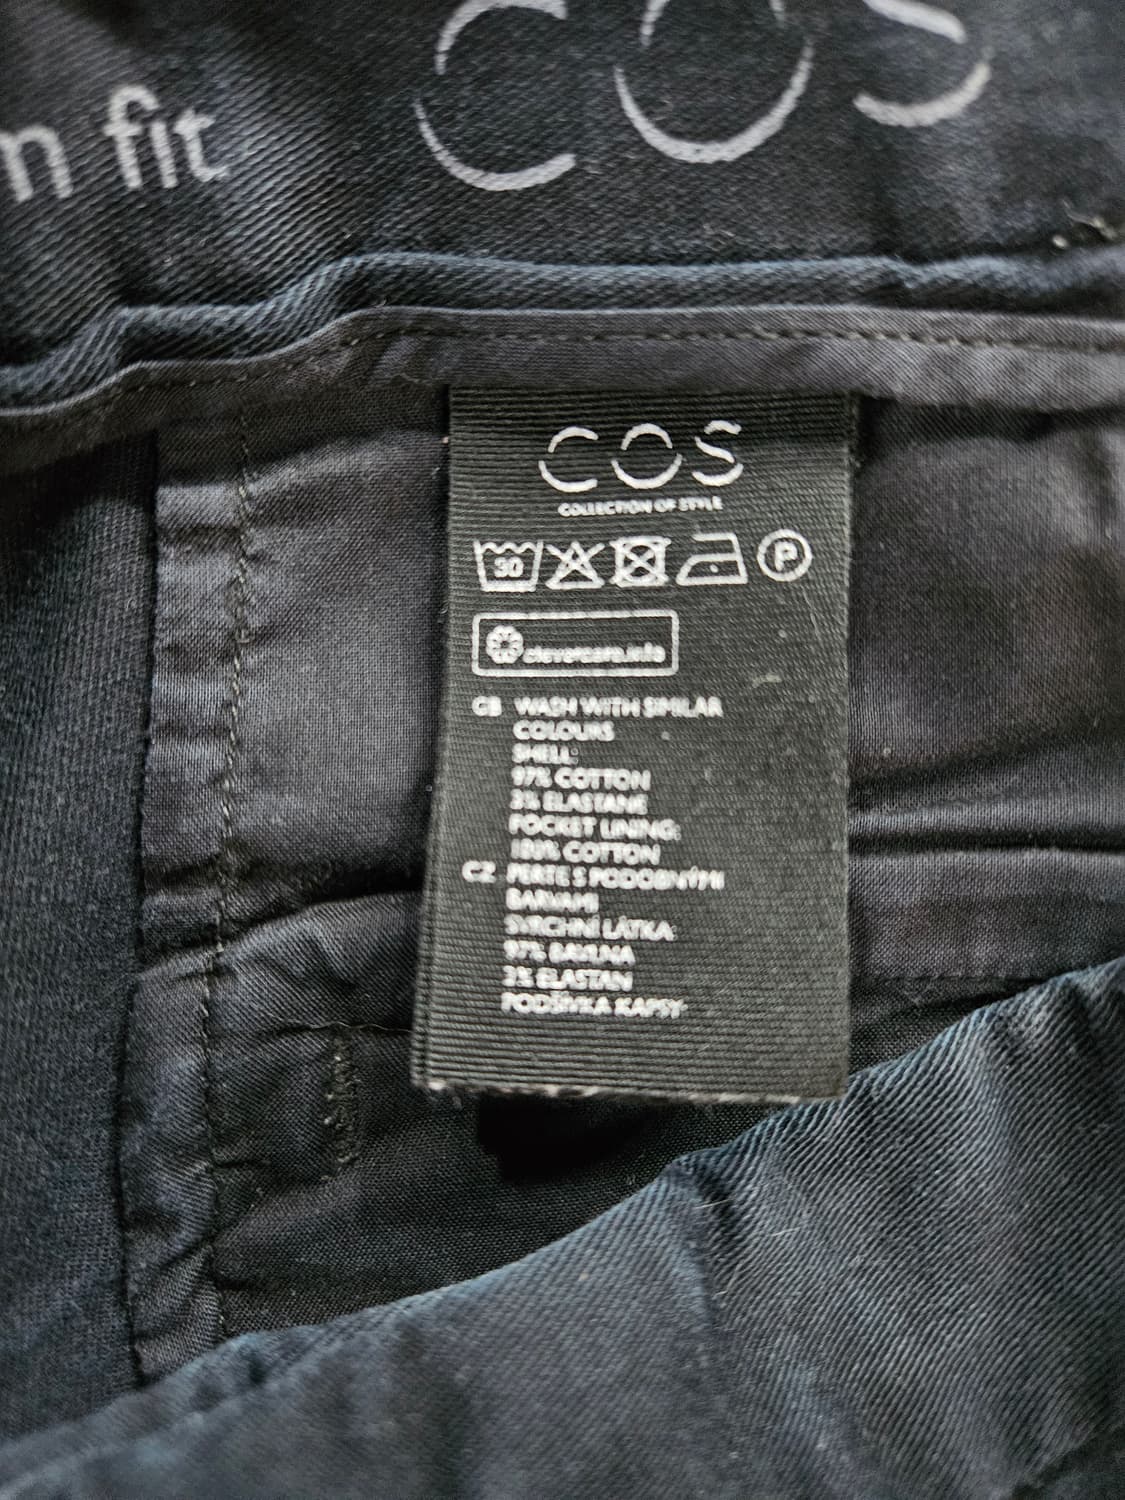 n fit
COS
COS
COLLECTION OF STYLE
30
P
clevercare.info
GB WASH WITH SIMILAR
COLOURS
SHELL:
97% COTTON
3% ELASTANE
POCKET LINING:
100% COTTON
CZ PERTE S PODOBNÝMI
BARVAMI
SVRCHNÍ LÁTKA:
97% BAVLNA
3% ELASTAN
PODŠÍVKA KAPSY: